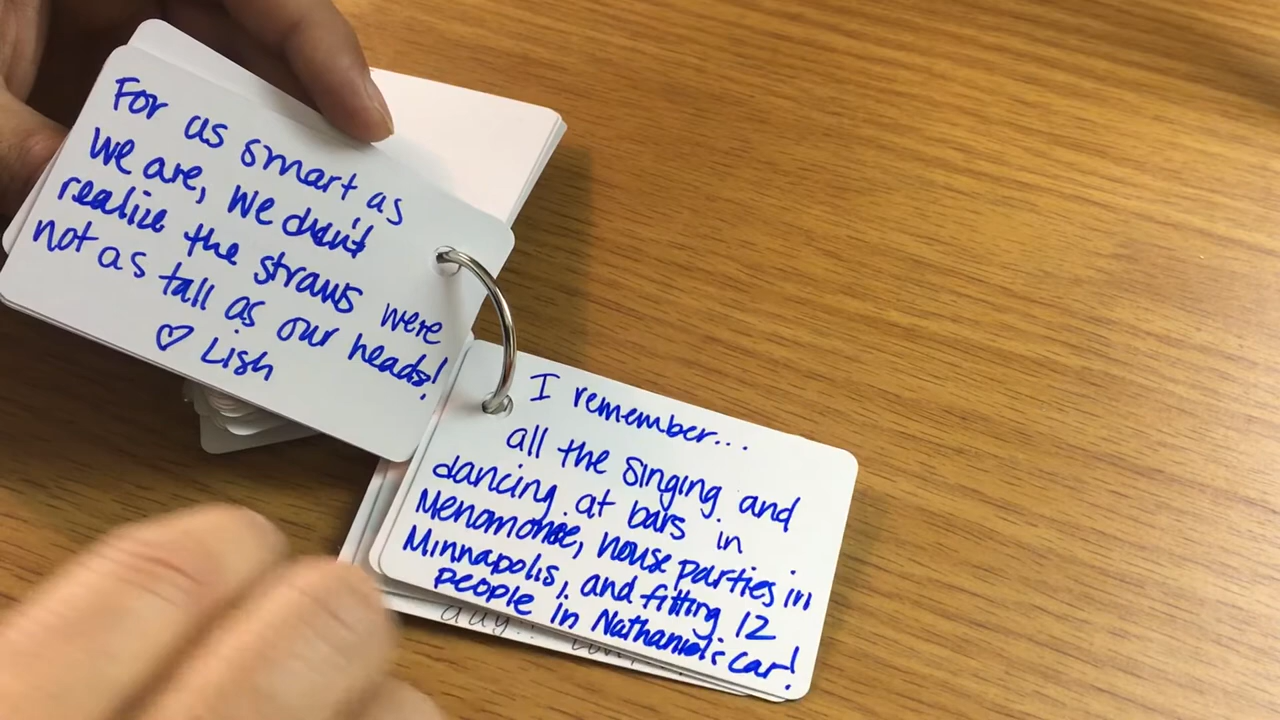 For as smart as
we are, we didn't
realize the straws were
not as tall as our heads!
♡ Lish
I remember...
all the singing and
dancing at bars in
Menomonee, house parties in
Minnapolis, and fitting 12
people in Nathaniel's car!
day!!